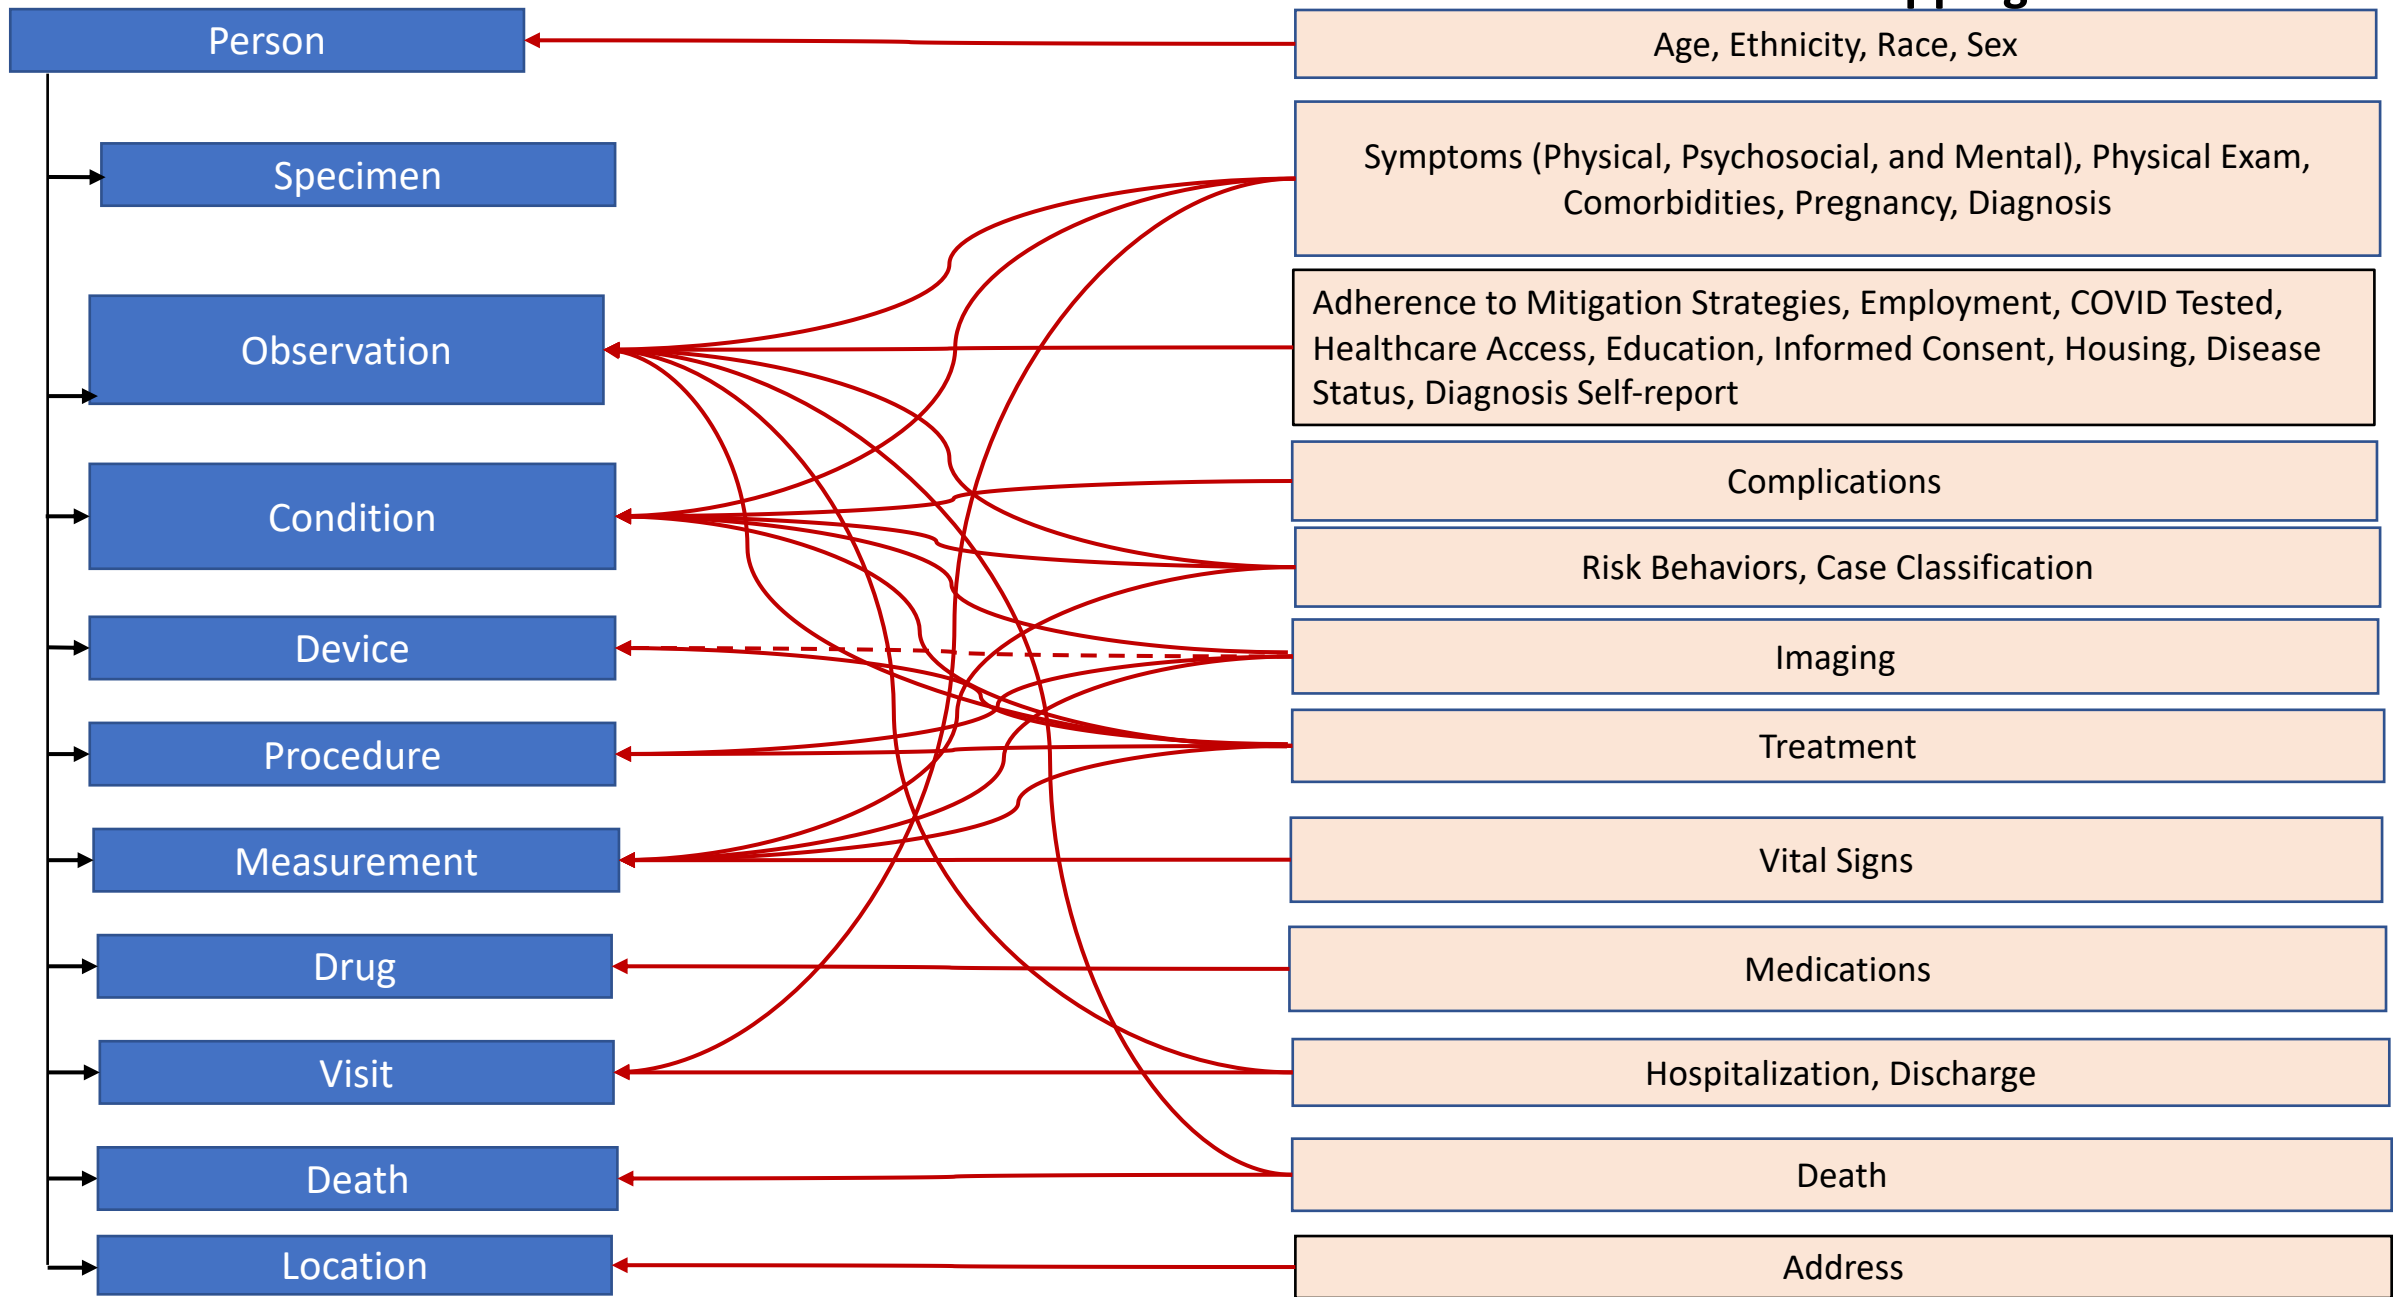 Person
Age, Ethnicity, Race, Sex
Specimen
Symptoms (Physical, Psychosocial, and Mental), Physical Exam,
Comorbidities, Pregnancy, Diagnosis
Observation
Adherence to Mitigation Strategies, Employment, COVID Tested,
Healthcare Access, Education, Informed Consent, Housing, Disease
Status, Diagnosis Self-report
Condition
Complications
Risk Behaviors, Case Classification
Device
Imaging
Procedure
Treatment
Measurement
Vital Signs
Drug
Medications
Visit
Hospitalization, Discharge
Death
Death
Location
Address